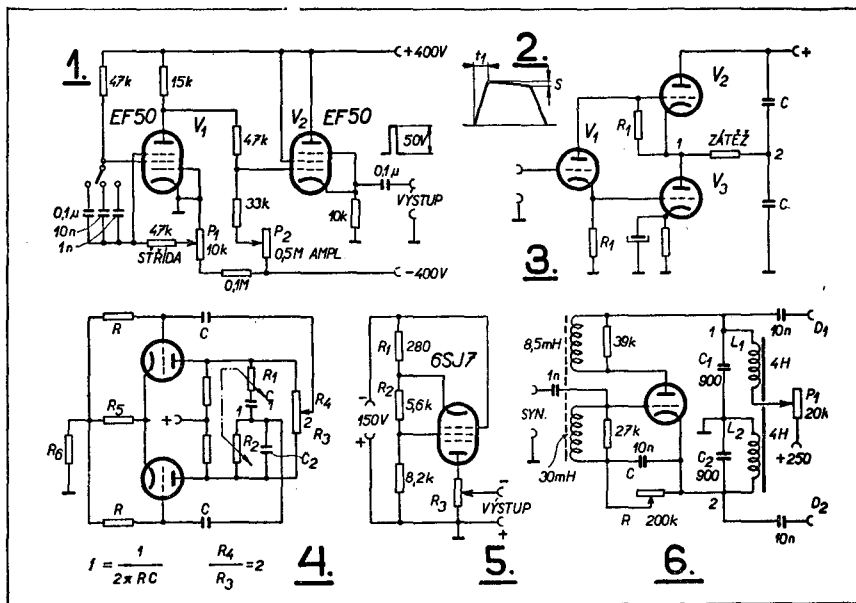 1.
47k
15k
+400V
EF50
V1
V2
EF50
47k
50V
0,1µ
VÝSTUP
0,1µ
10n
1n
33k
10k
P1
10k
P2
0,5M AMPL.
47k
STŘÍDA
0,1M
-400V
2.
t1
S
3.
+
V2
C
V1
R1
1
ZÁTĚŽ
2
V3
C
R1
4.
R
C
R1
C1
1
R4
2
R3
R5
+
R2
C2
R6
R
C
f = 1 / 2π RC
R4 / R3 = 2
5.
R1
280
6SJ7
R2
5,6k
-
150V
+
8,2k
R3
-
VÝSTUP
+
6.
8,5mH
39k
1n
SYN.
27k
10n
C
30mH
R
200k
1
L1
C1
900
4H
10n
D1
P1
20k
+250
L2
4H
C2
900
2
10n
D2